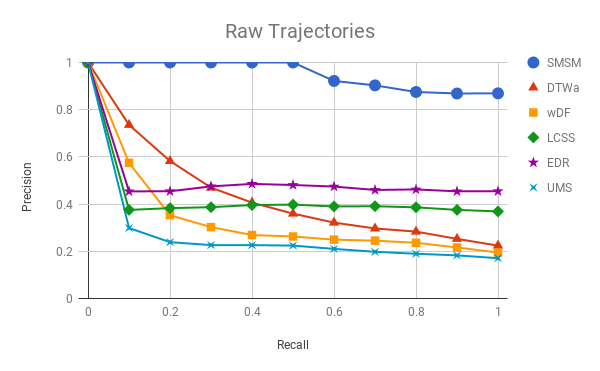 Raw Trajectories
1
0.8
0.6
0.4
0.2
0
Precision
0
0.2
0.4
0.6
0.8
1
Recall
SMSM
DTWa
wDF
LCSS
EDR
UMS